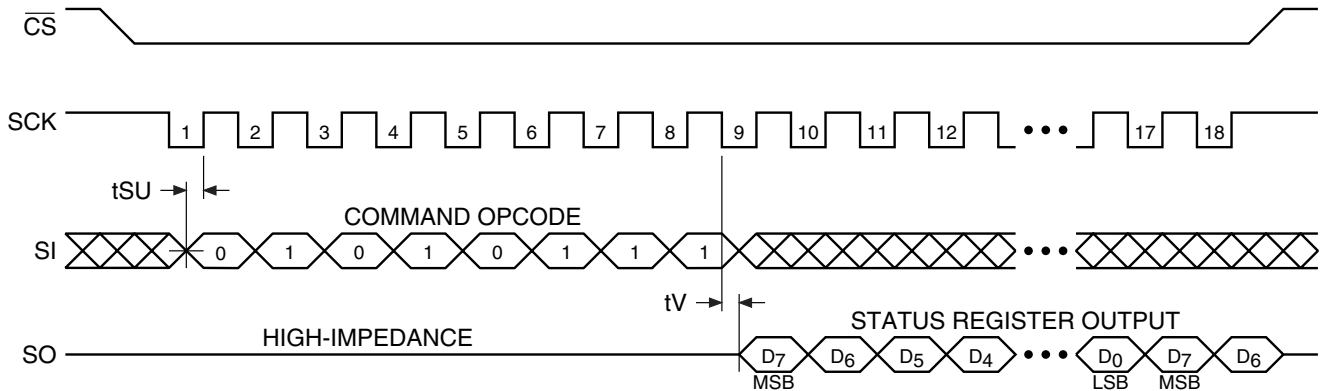 CS
SCK 1 2 3 4 5 6 7 8 9 10 11 12 17 18
tSU
COMMAND OPCODE
SI 0 1 0 1 0 1 1 1
tV
HIGH-IMPEDANCE STATUS REGISTER OUTPUT
SO D7 D6 D5 D4 D0 D7 D6
MSB LSB MSB